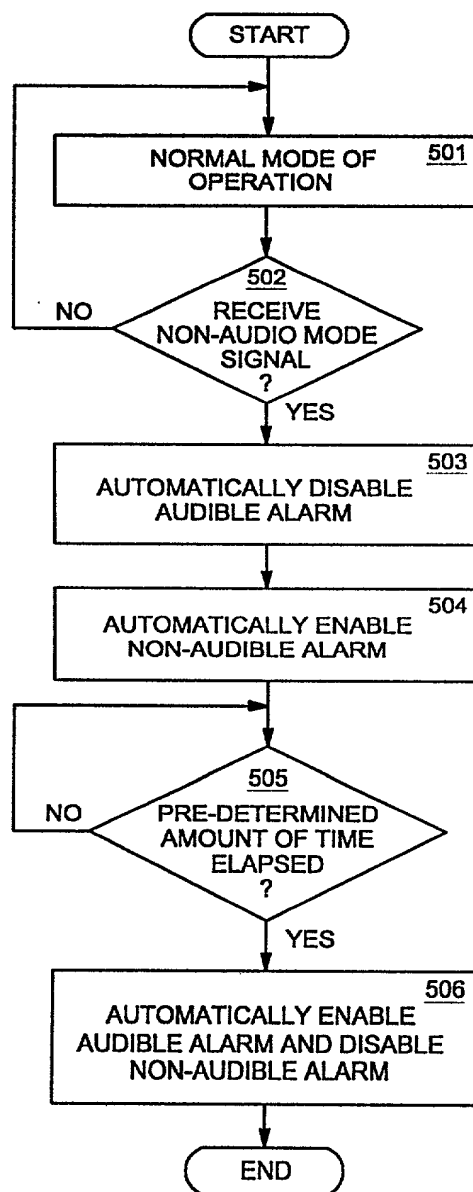 START
501
NORMAL MODE OF
OPERATION
502
RECEIVE
NON-AUDIO MODE
SIGNAL
?
NO
YES
503
AUTOMATICALLY DISABLE
AUDIBLE ALARM
504
AUTOMATICALLY ENABLE
NON-AUDIBLE ALARM
505
PRE-DETERMINED
AMOUNT OF TIME
ELAPSED
?
NO
YES
506
AUTOMATICALLY ENABLE
AUDIBLE ALARM AND DISABLE
NON-AUDIBLE ALARM
END